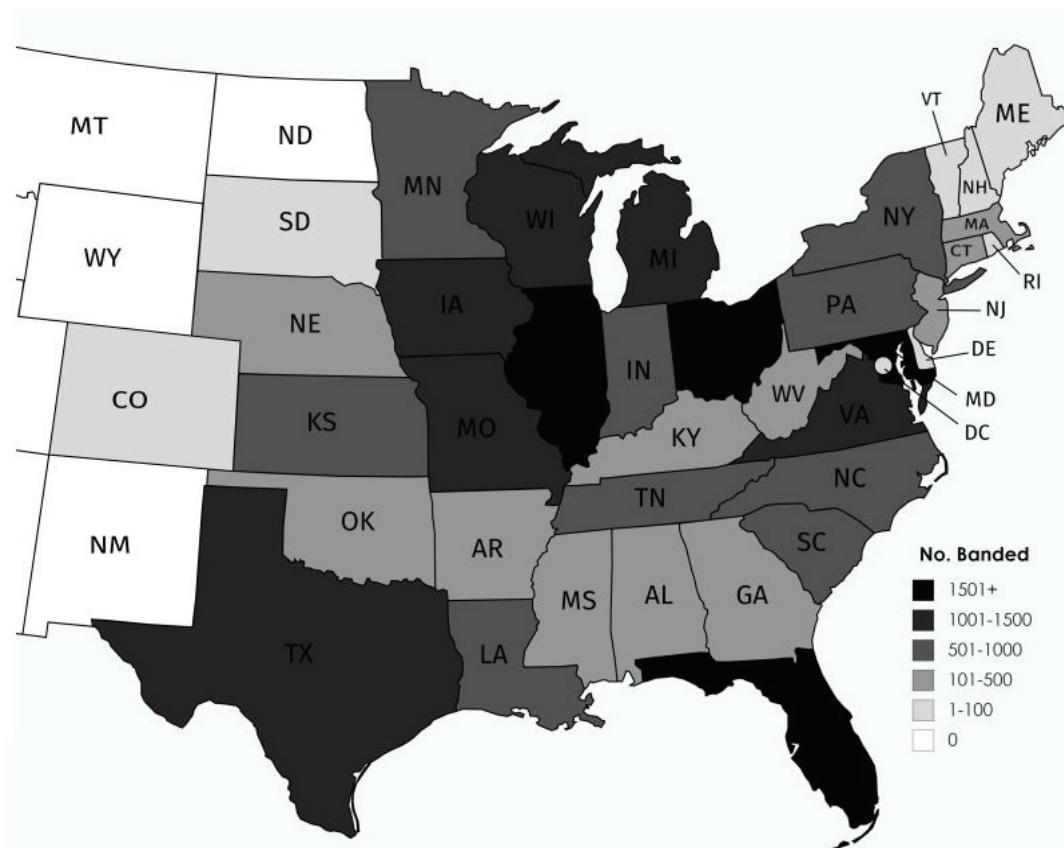 ME
VT
MT
ND
MN
NH
WI
NY
MA
SD
CT
WY
MI
RI
IA
PA
NJ
NE
DE
IN
CO
WV
MD
KS
MO
VA
DC
KY
NC
TN
OK
SC
NM
AR
No. Banded
MS
AL
GA
1501+
1001-1500
TX
LA
501-1000
101-500
1-100
0